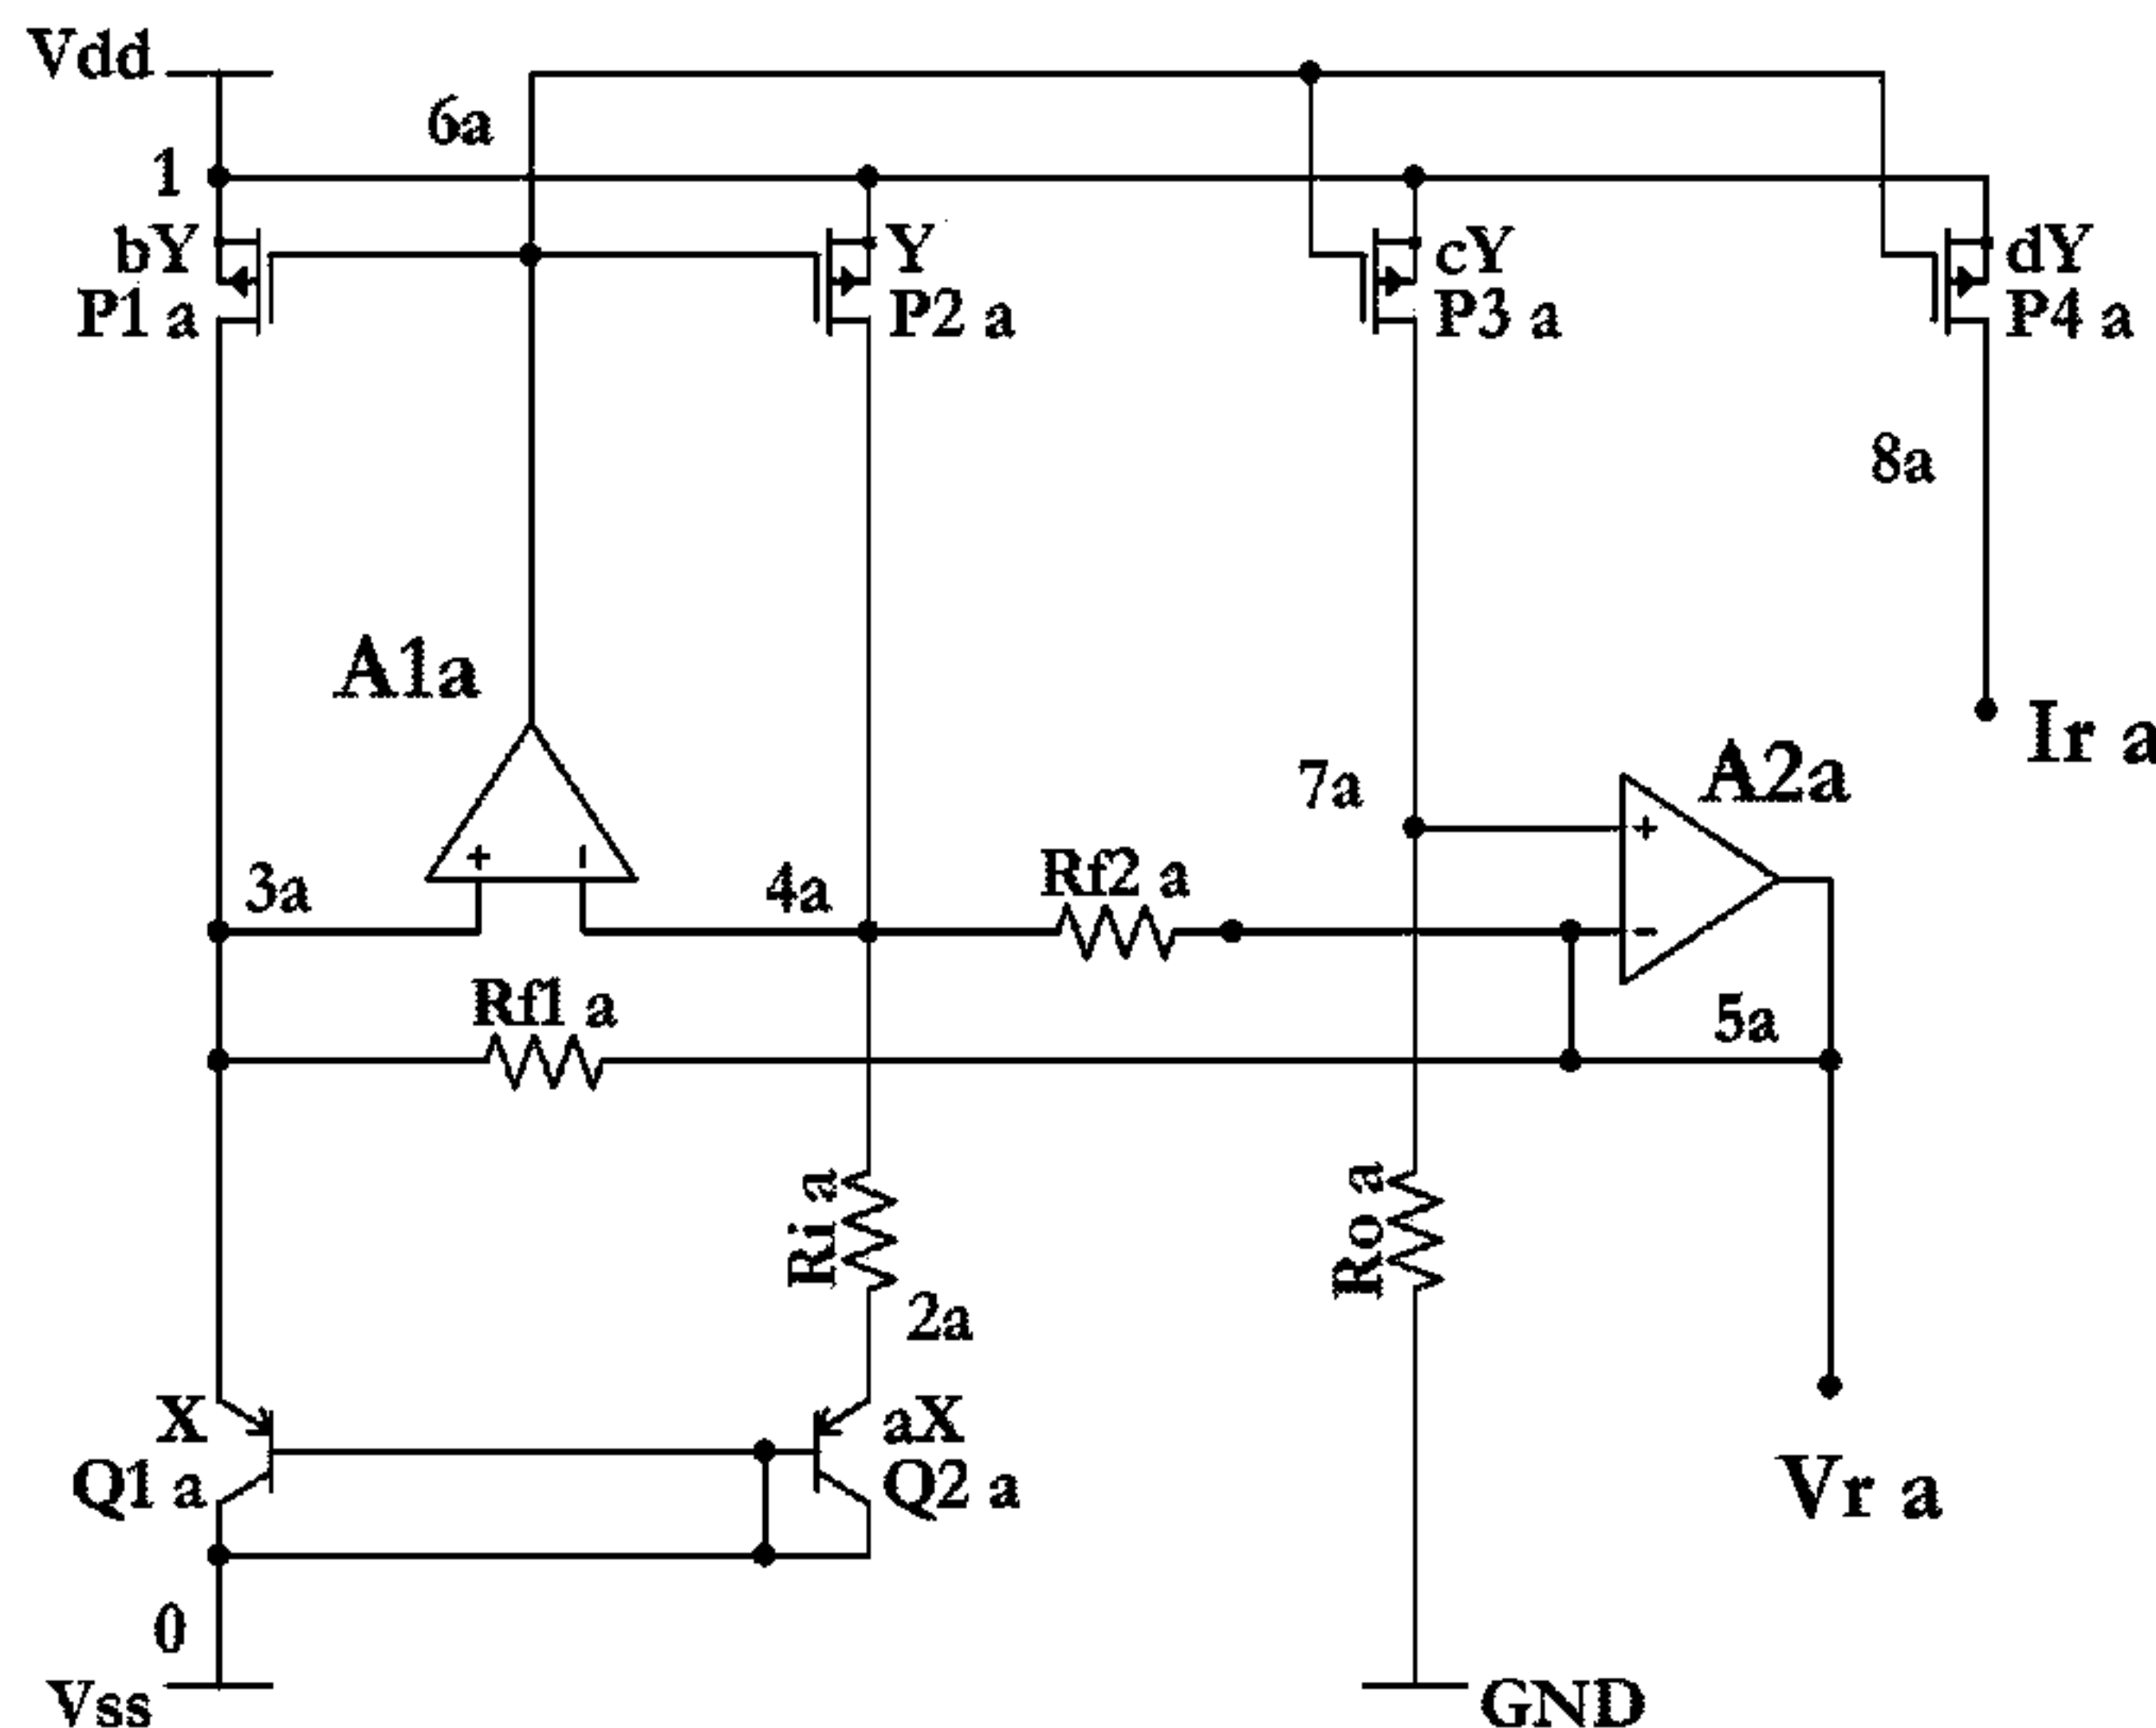 Vdd
6a
1
bY
P1 a
Y
P2 a
cY
P3 a
dY
P4 a
8a
Ir a
A1a
+
-
3a
4a
Rf2 a
7a
A2a
+
-
5a
Rf1 a
Ri a
Ro a
2a
X
Q1 a
aX
Q2 a
Vr a
0
Vss
GND